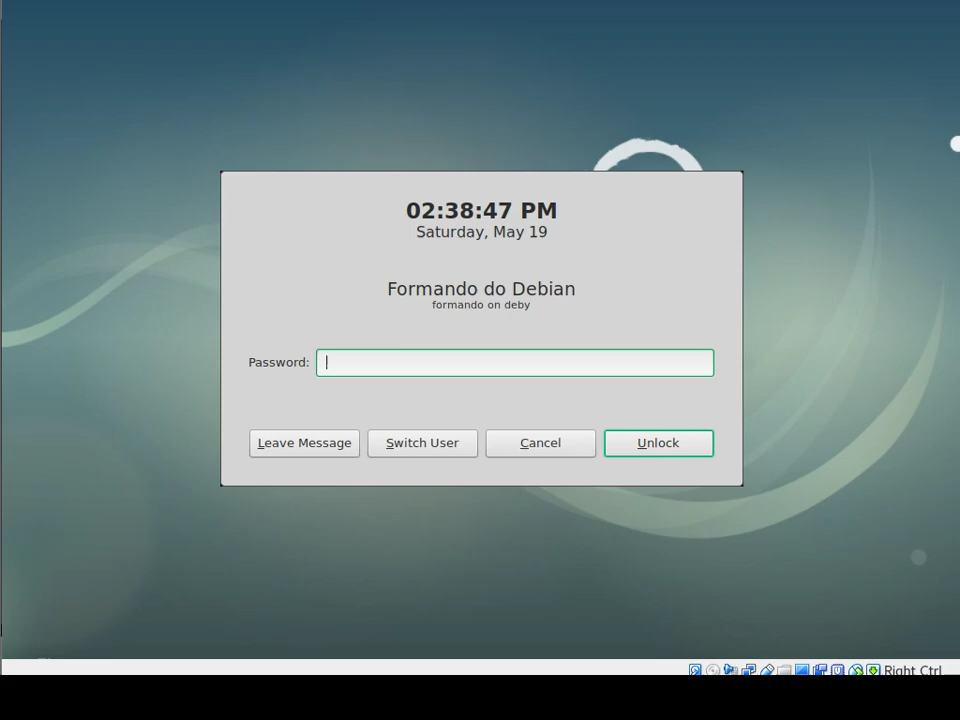 02:38:47 PM
Saturday, May 19
Formando do Debian
formando on deby
Password:
Leave Message Switch User Cancel Unlock
Right Ctrl